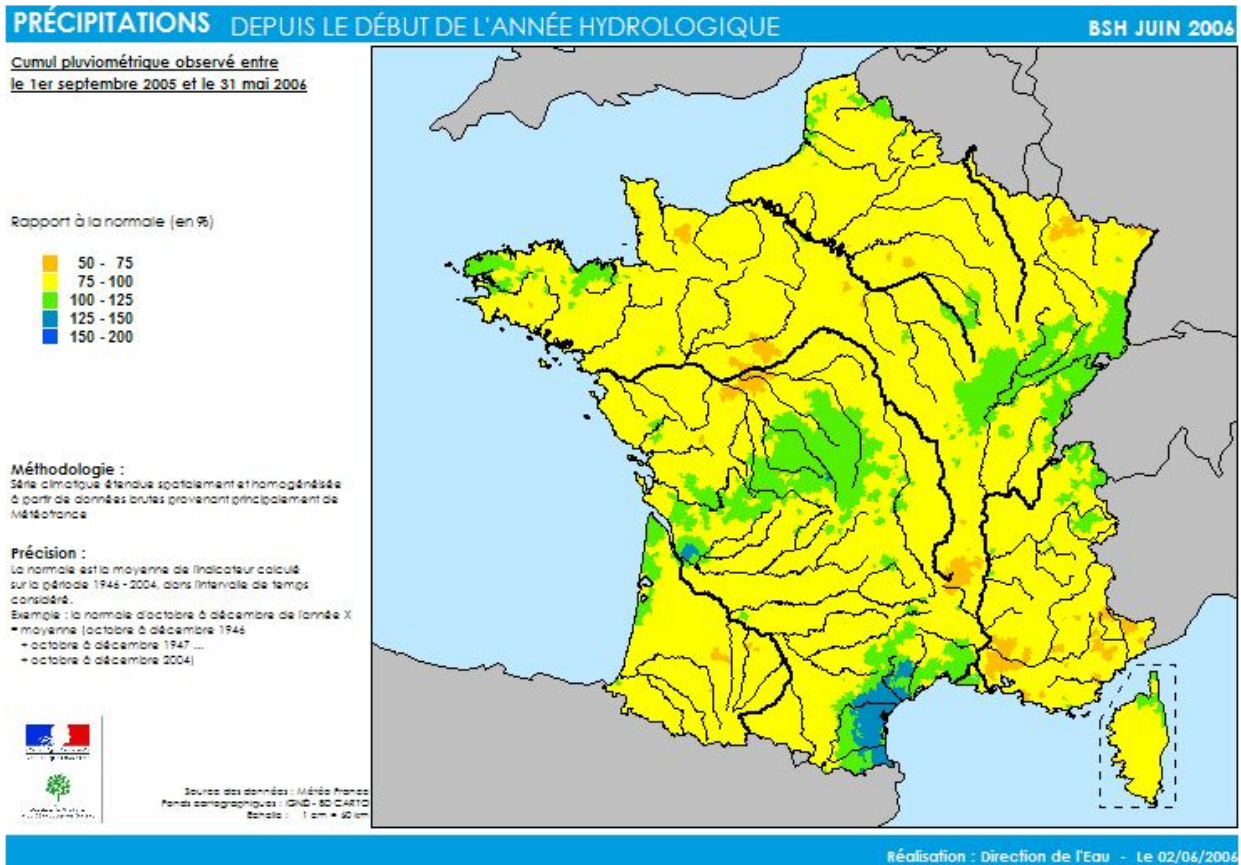 PRÉCIPITATIONS DEPUIS LE DÉBUT DE L'ANNÉE HYDROLOGIQUE
BSH JUIN 2006
Cumul pluviométrique observé entre
le 1er septembre 2005 et le 31 mai 2006
Rapport à la normale (en %)
50 - 75
75 - 100
100 - 125
125 - 150
150 - 200
Méthodologie :
Série climatique étendue spatialement et homogénéisée
à partir de données brutes provenant principalement de
Météofrance
Précision :
La normale est la moyenne de l'indicateur calculé
sur la période 1946 - 2004, dans l'intervalle de temps
considéré.
Exemple : la normale d'octobre à décembre de l'année X
= moyenne (octobre à décembre 1946
+ octobre à décembre 1947 ...
+ octobre à décembre 2004)
Source des données : Météo France
Fonds cartographiques : IGN© - BD CARTO
Echelle : 1 cm = 60 km
Réalisation : Direction de l'Eau - Le 02/06/2006